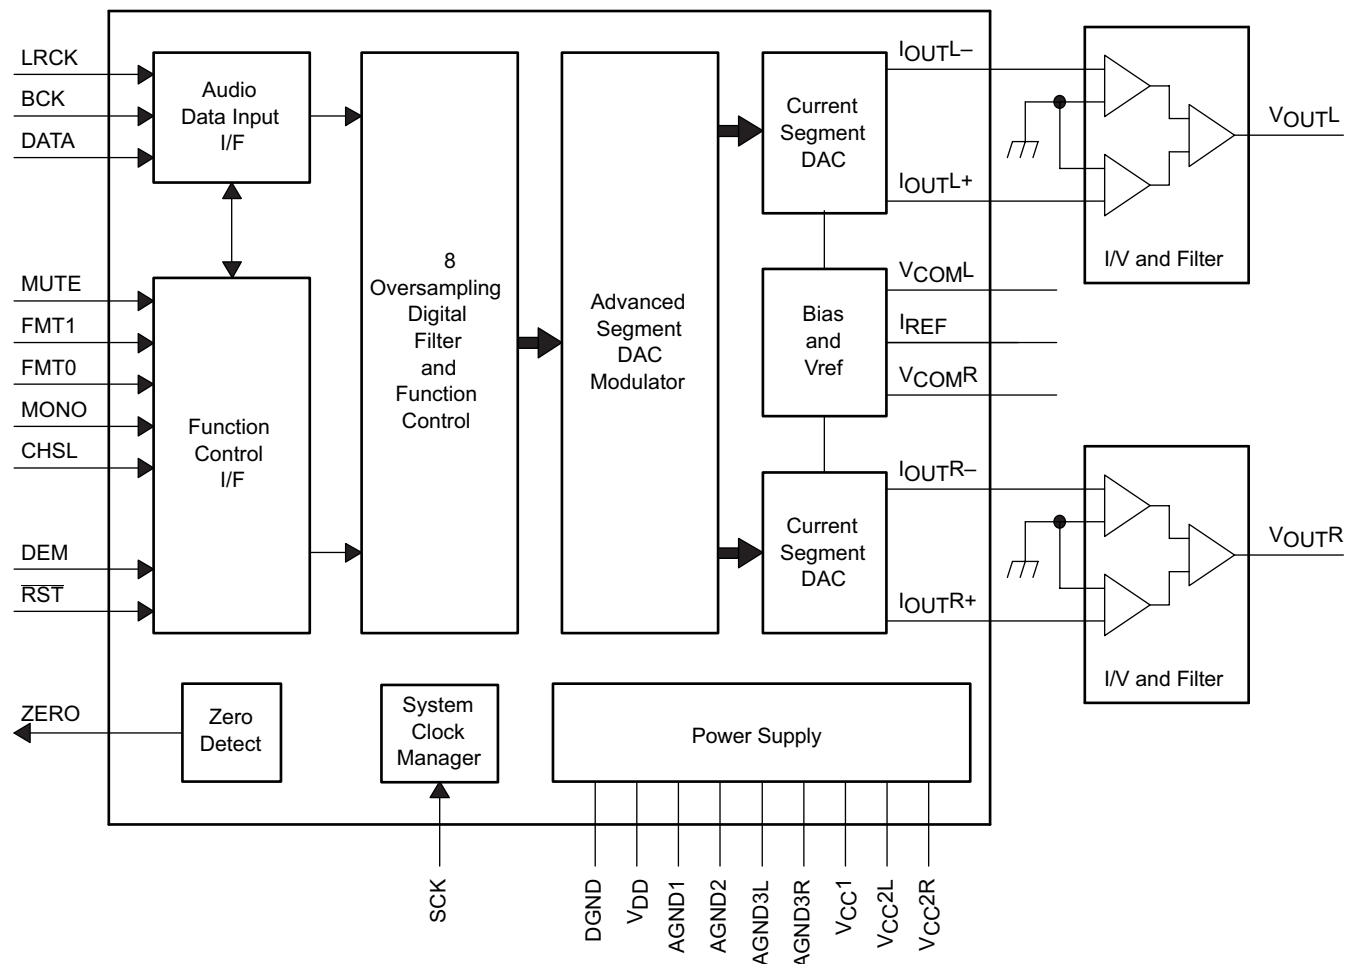 LRCK
BCK
DATA
Audio
Data Input
I/F
MUTE
FMT1
FMT0
MONO
CHSL
DEM
RST
Function
Control
I/F
8
Oversampling
Digital
Filter
and
Function
Control
Advanced
Segment
DAC
Modulator
Current
Segment
DAC
IOUTL–
IOUTL+
Bias
and
Vref
VCOML
IREF
VCOMR
Current
Segment
DAC
IOUTR–
IOUTR+
I/V and Filter
VOUTL
I/V and Filter
VOUTR
ZERO
Zero
Detect
System
Clock
Manager
Power Supply
SCK
DGND
VDD
AGND1
AGND2
AGND3L
AGND3R
VCC1
VCC2L
VCC2R